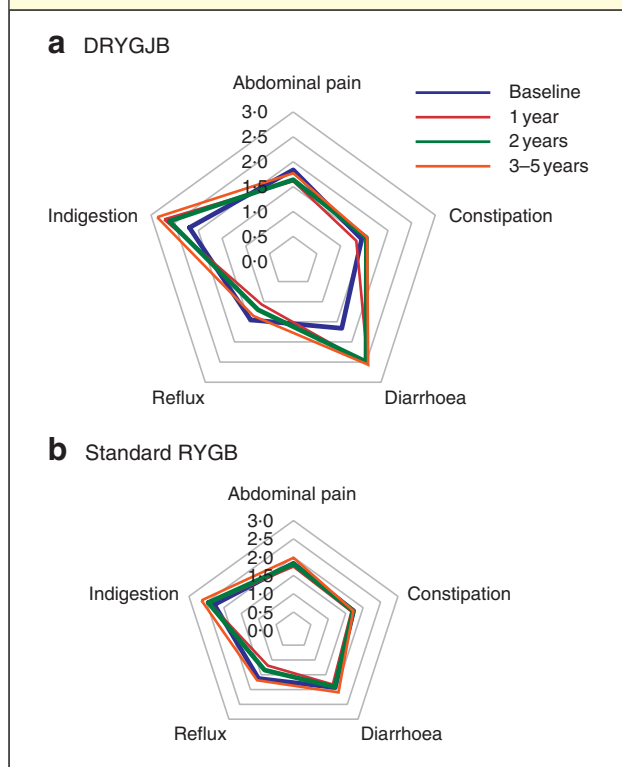 a DRYGJB
Abdominal pain
Baseline
1 year
2 years
3–5 years
3·0
2·5
2·0
1·5
1·0
0·5
0·0
Indigestion
Constipation
Reflux
Diarrhoea
b Standard RYGB
Abdominal pain
3·0
2·5
2·0
1·5
1·0
0·5
0·0
Indigestion
Constipation
Reflux
Diarrhoea